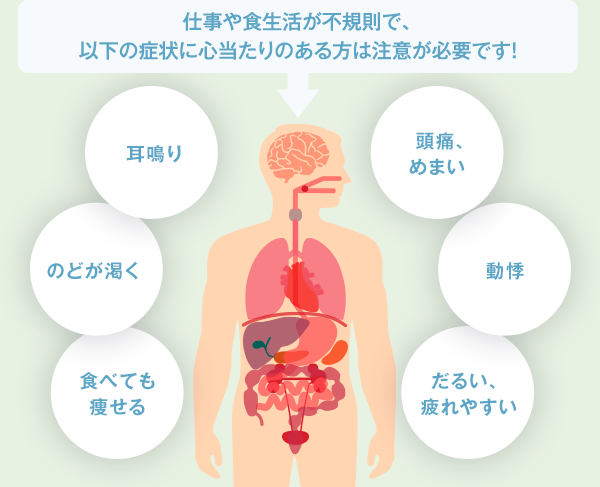 仕事や食生活が不規則で、
以下の症状に心当たりのある方は注意が必要です!
耳鳴り
頭痛、
めまい
のどが渇く
動悸
食べても
痩せる
だるい、
疲れやすい